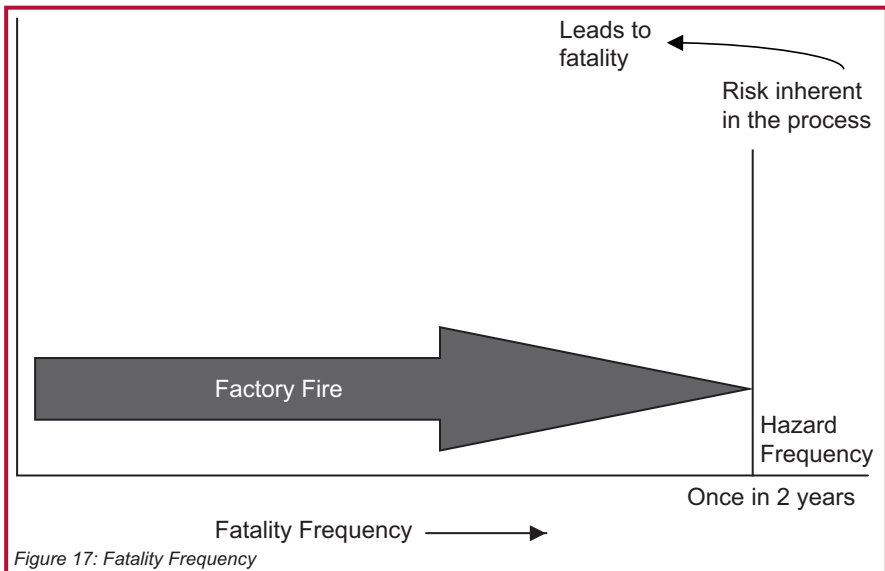 Leads to
fatality
Risk inherent
in the process
Factory Fire
Hazard
Frequency
Once in 2 years
Fatality Frequency
Figure 17: Fatality Frequency